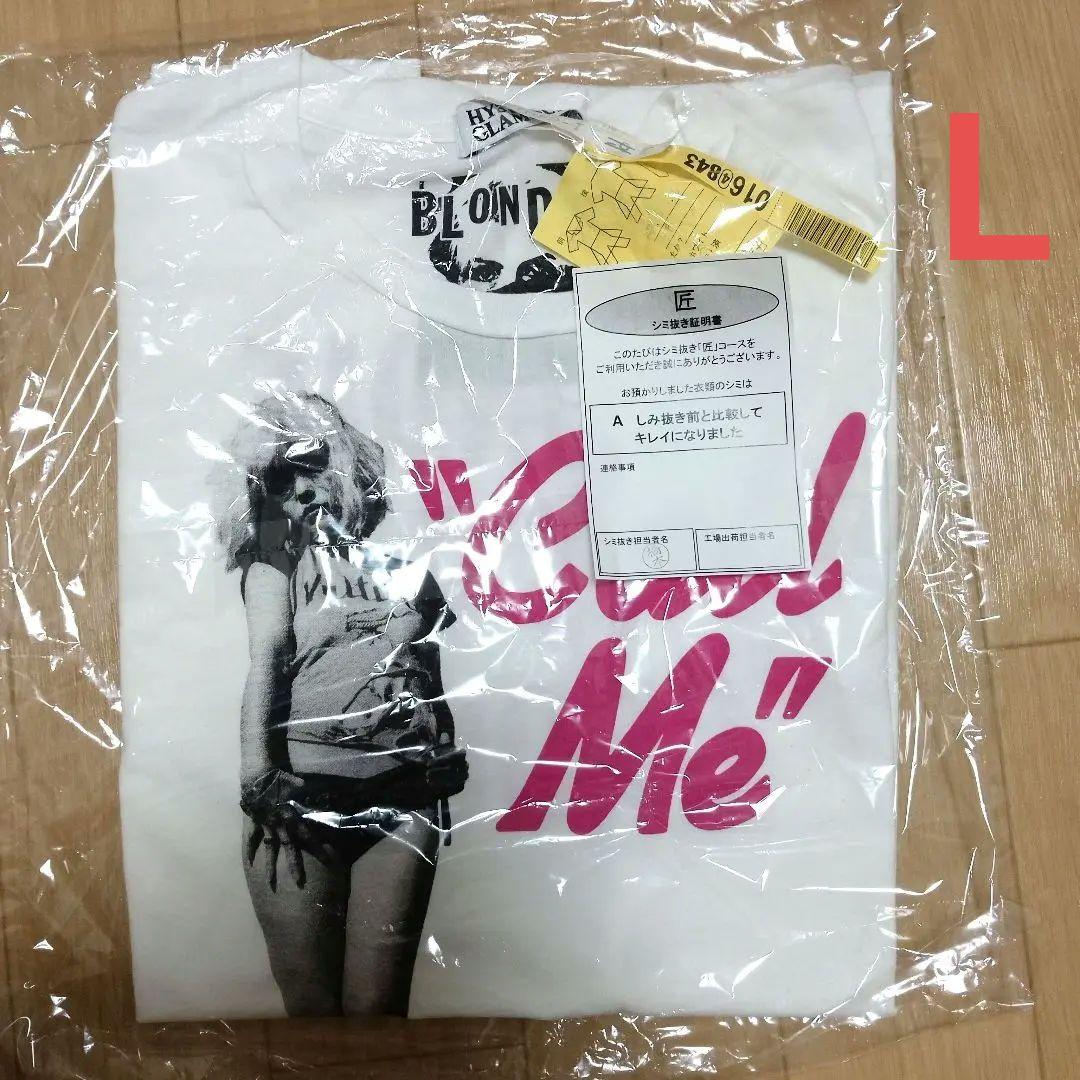 L
HYS
GLAM
BLOND
016④843
匠
シミ抜き証明書
このたびはシミ抜き「匠」コースを
ご利用いただき誠にありがとうございます。
お預かりしました衣類のシミは
A しみ抜き前と比較して
キレイになりました
連絡事項
シミ抜き担当者名
工場出荷担当者名
"Call
Me"